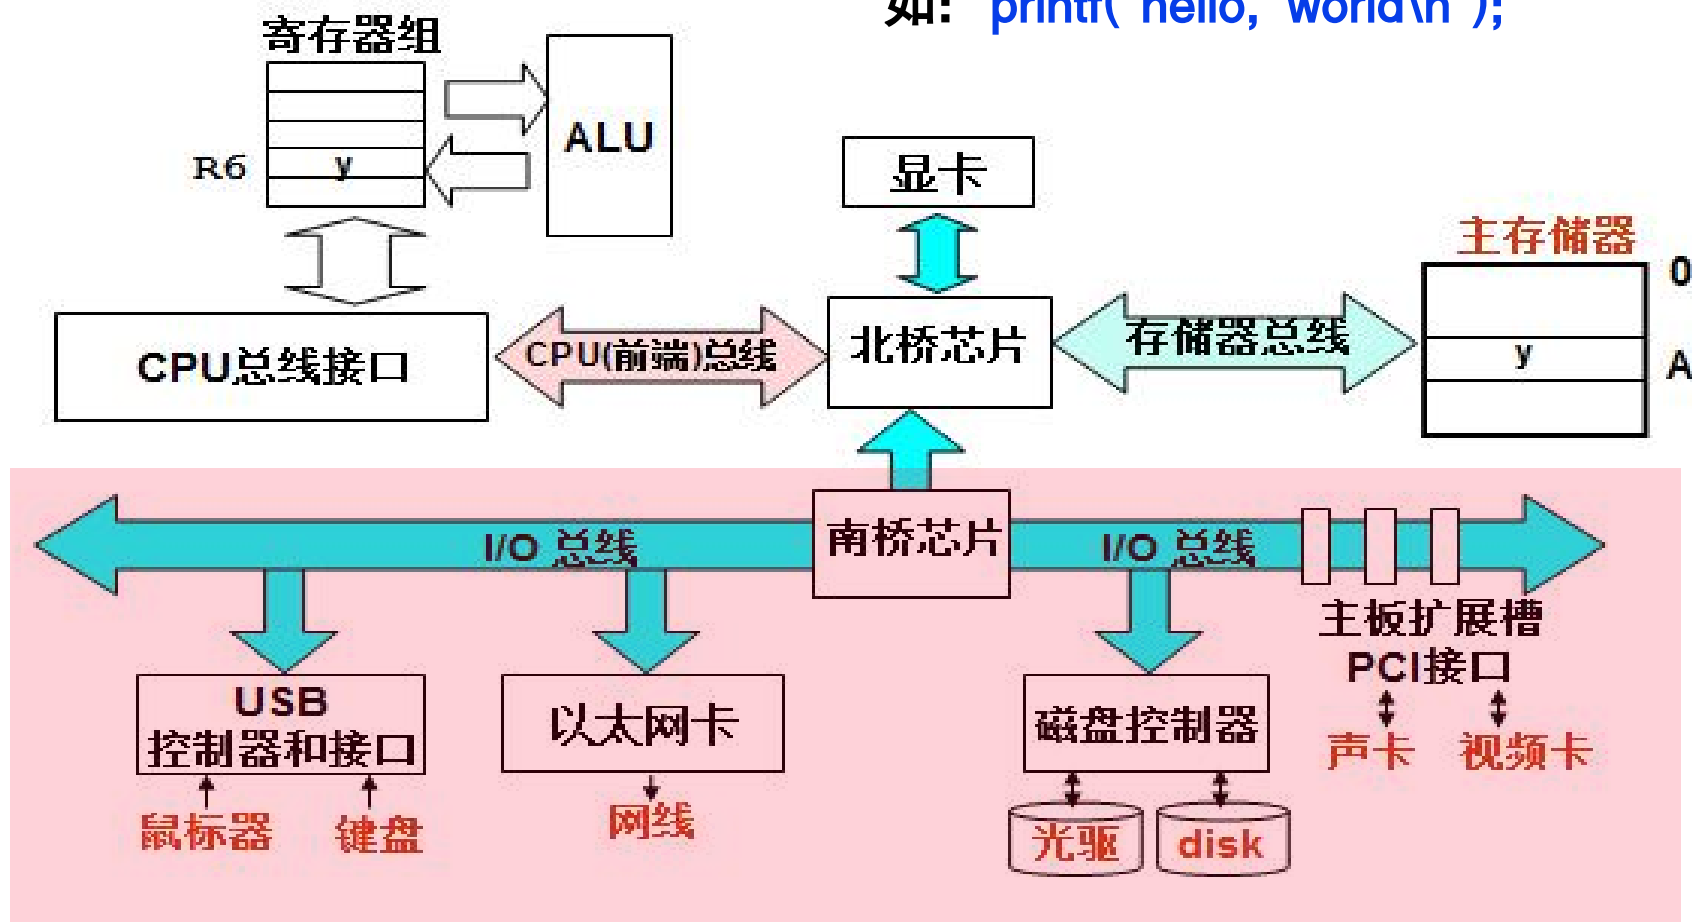 如: printf("hello, world\n");
寄存器组
ALU
R6
y
显卡
主存储器
0
CPU总线接口
CPU(前端)总线
北桥芯片
存储器总线
y
A
I/O 总线
南桥芯片
I/O 总线
主板扩展槽
PCI接口
USB
控制器和接口
以太网卡
磁盘控制器
声卡
视频卡
鼠标器
键盘
网线
光驱
disk